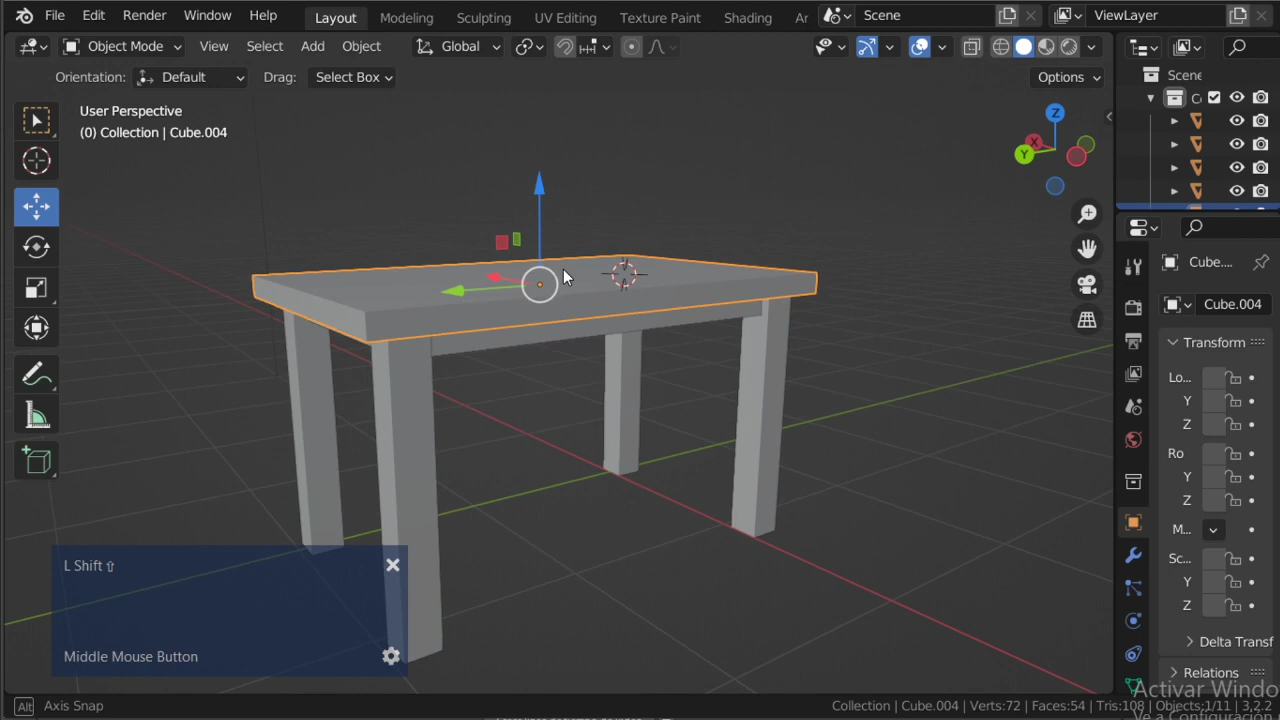 File Edit Render Window Help Layout Modeling Sculpting UV Editing Texture Paint Shading Ar Scene ViewLayer
Object Mode View Select Add Object Global
Orientation: Default Drag: Select Box Options
User Perspective
(0) Collection | Cube.004
Z
X
Y
Scene
C
Cube....
Cube.004
Transform
Lo...
Y
Z
Ro
Y
Z
M...
Sc...
Y
Z
Delta Transf
Relations
L Shift⇧
Middle Mouse Button
Activar Windo
Alt Axis Snap
Collection | Cube.004 | Verts:72 | Faces:54 | Tris:108 | Objects:1/11 | 3.2.2